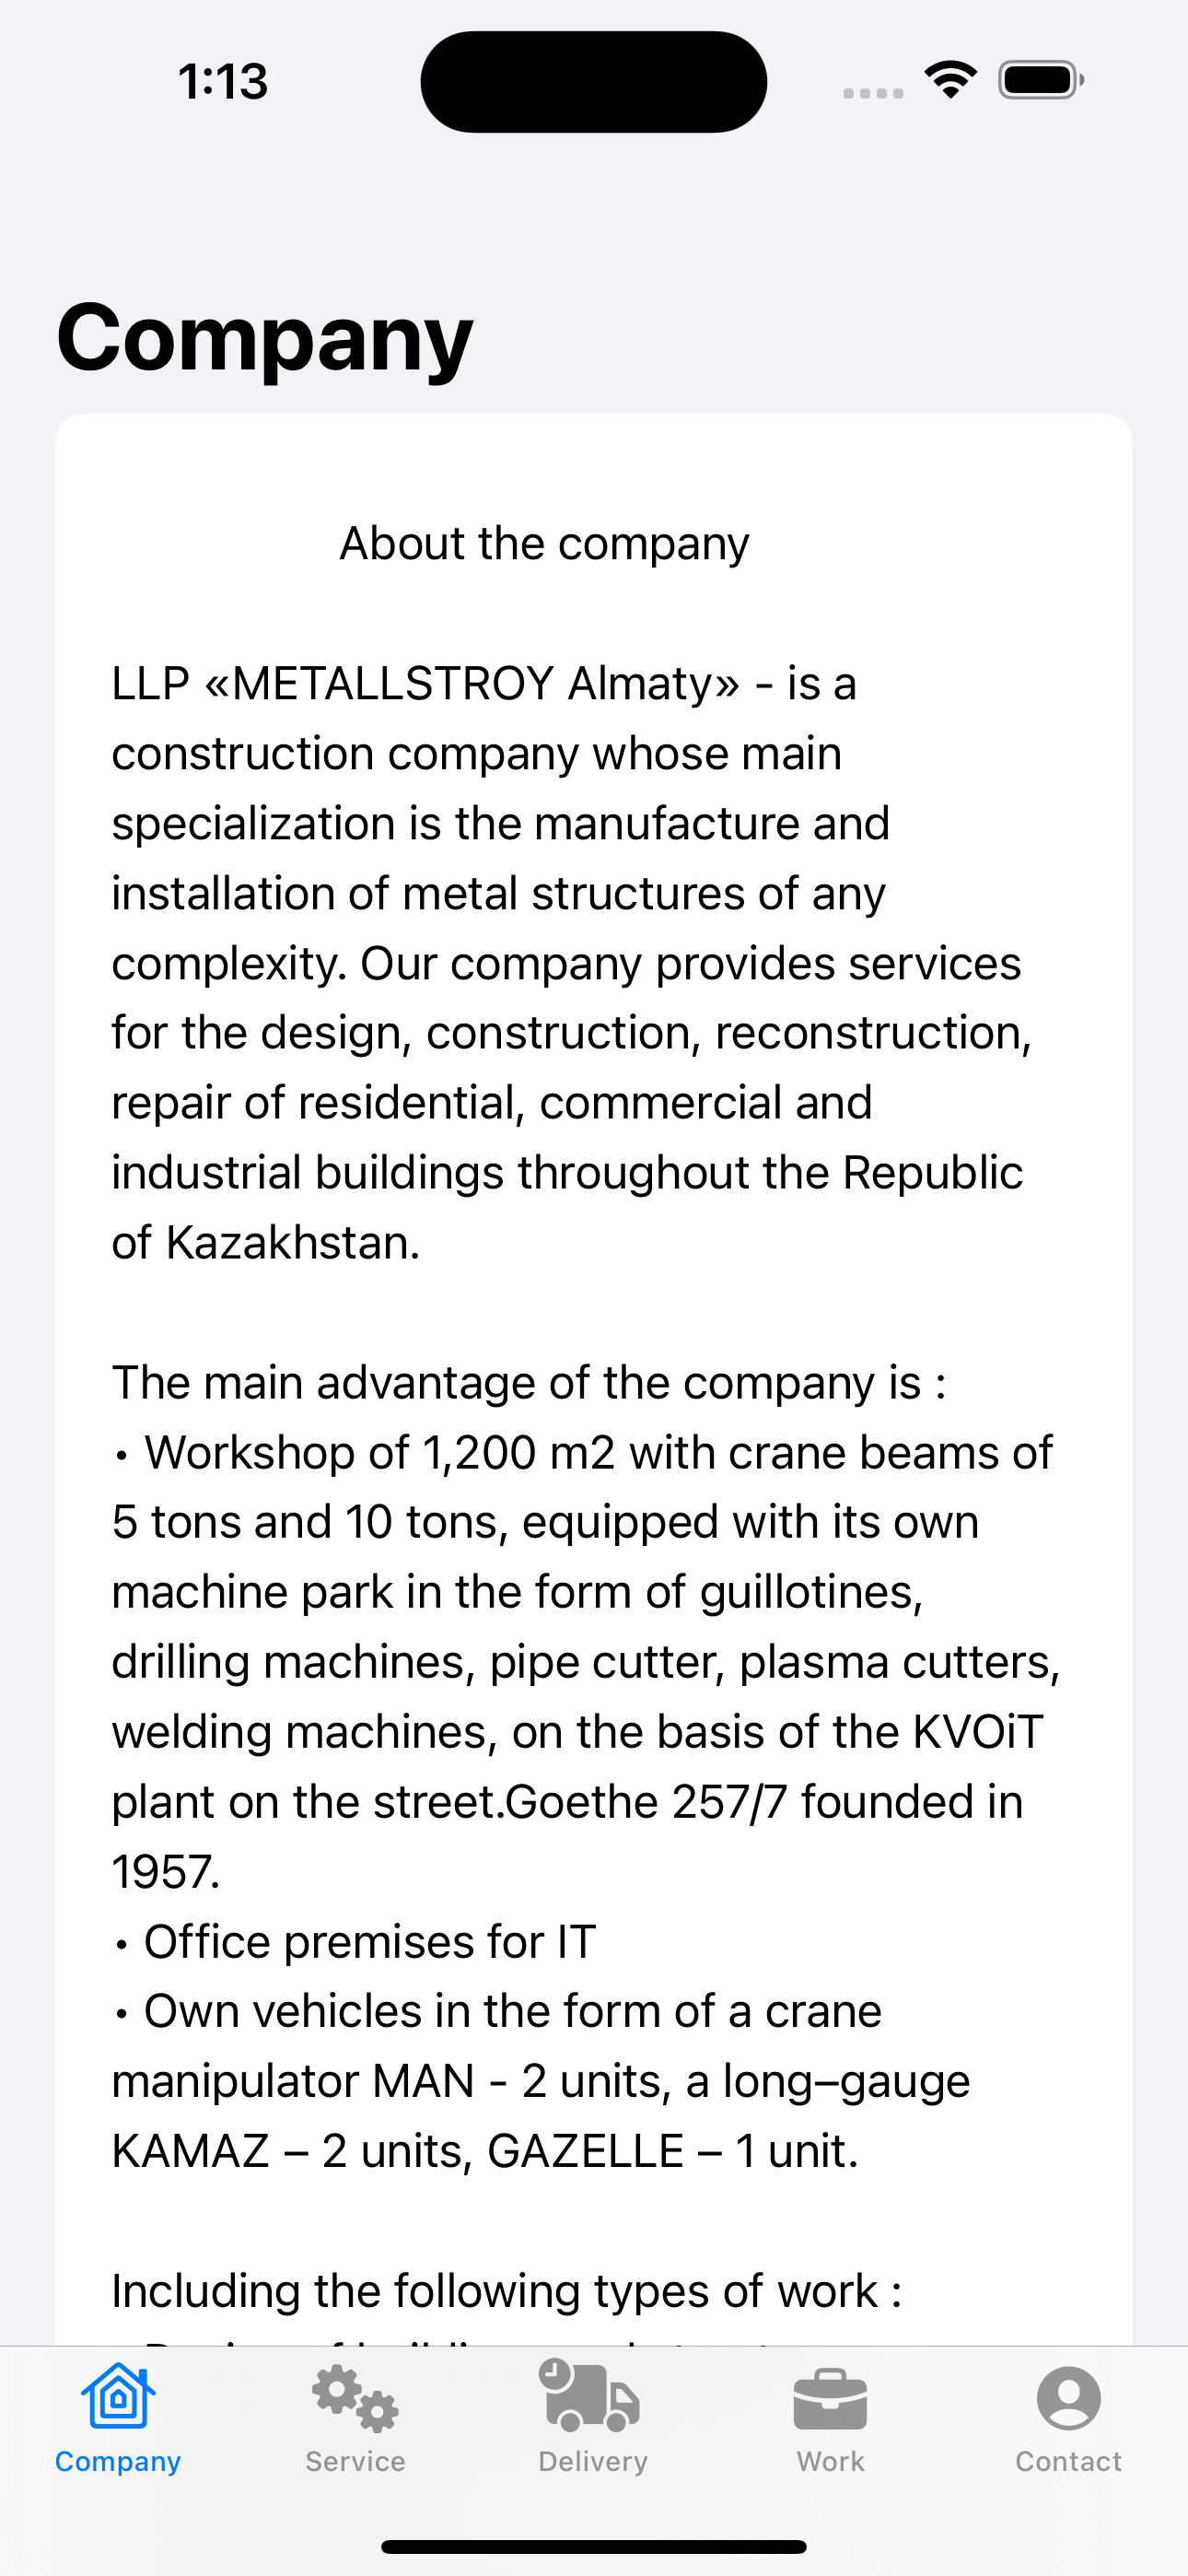 1:13
Company
About the company
LLP «METALLSTROY Almaty» - is a
construction company whose main
specialization is the manufacture and
installation of metal structures of any
complexity. Our company provides services
for the design, construction, reconstruction,
repair of residential, commercial and
industrial buildings throughout the Republic
of Kazakhstan.
The main advantage of the company is :
• Workshop of 1,200 m2 with crane beams of
5 tons and 10 tons, equipped with its own
machine park in the form of guillotines,
drilling machines, pipe cutter, plasma cutters,
welding machines, on the basis of the KVOiT
plant on the street.Goethe 257/7 founded in
1957.
• Office premises for IT
• Own vehicles in the form of a crane
manipulator MAN - 2 units, a long–gauge
KAMAZ – 2 units, GAZELLE – 1 unit.
Including the following types of work :
Company
Service
Delivery
Work
Contact